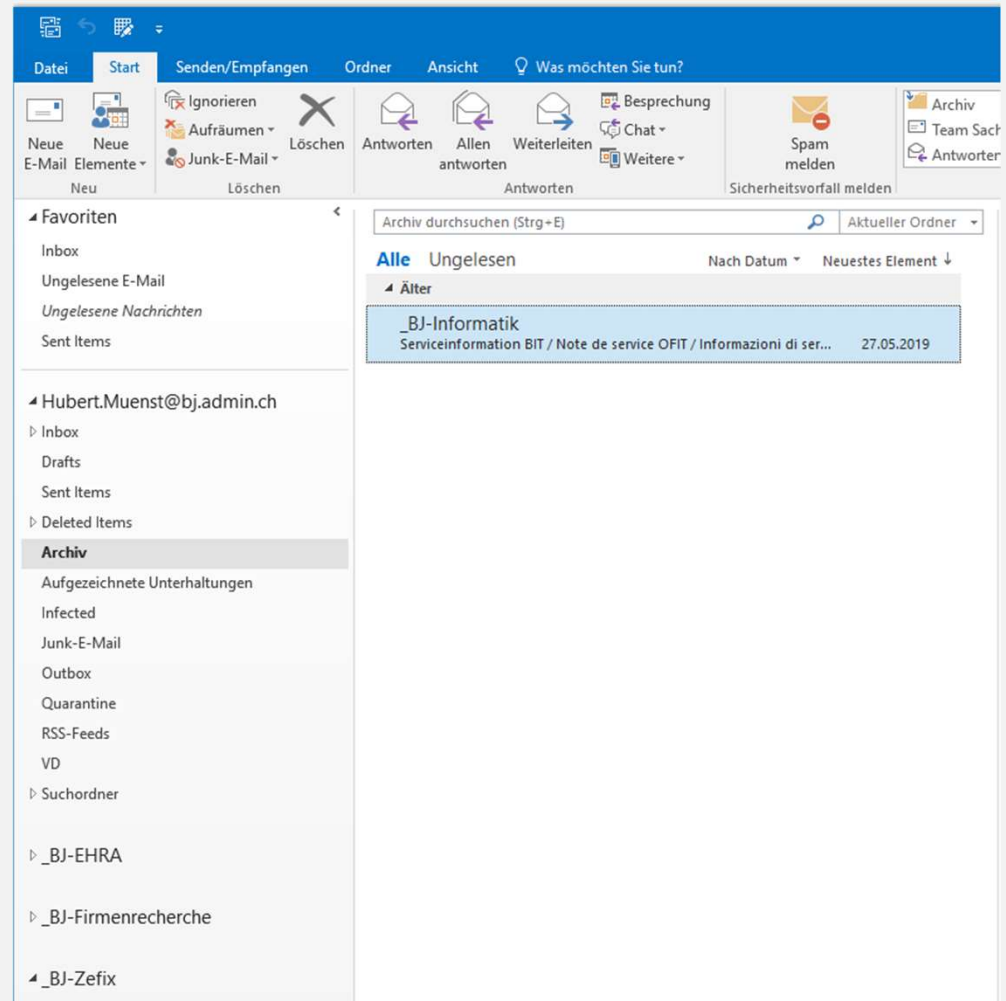 Datei Start Senden/Empfangen Ordner Ansicht Was möchten Sie tun?
Neue E-Mail
Neue Elemente
Ignorieren
Aufräumen
Junk-E-Mail
Löschen
Antworten
Allen antworten
Weiterleiten
Besprechung
Chat
Weitere
Spam melden
Archiv
Team Sach
Antworten
Neu Löschen Antworten Sicherheitsvorfall melden
Favoriten
Inbox
Ungelesene E-Mail
Ungelesene Nachrichten
Sent Items
Hubert.Muenst@bj.admin.ch
Inbox
Drafts
Sent Items
Deleted Items
Archiv
Aufgezeichnete Unterhaltungen
Infected
Junk-E-Mail
Outbox
Quarantine
RSS-Feeds
VD
Suchordner
_BJ-EHRA
_BJ-Firmenrecherche
_BJ-Zefix
Archiv durchsuchen (Strg+E) Aktueller Ordner
Alle Ungelesen Nach Datum Neuestes Element
Älter
_BJ-Informatik
Serviceinformation BIT / Note de service OFIT / Informazioni di ser... 27.05.2019